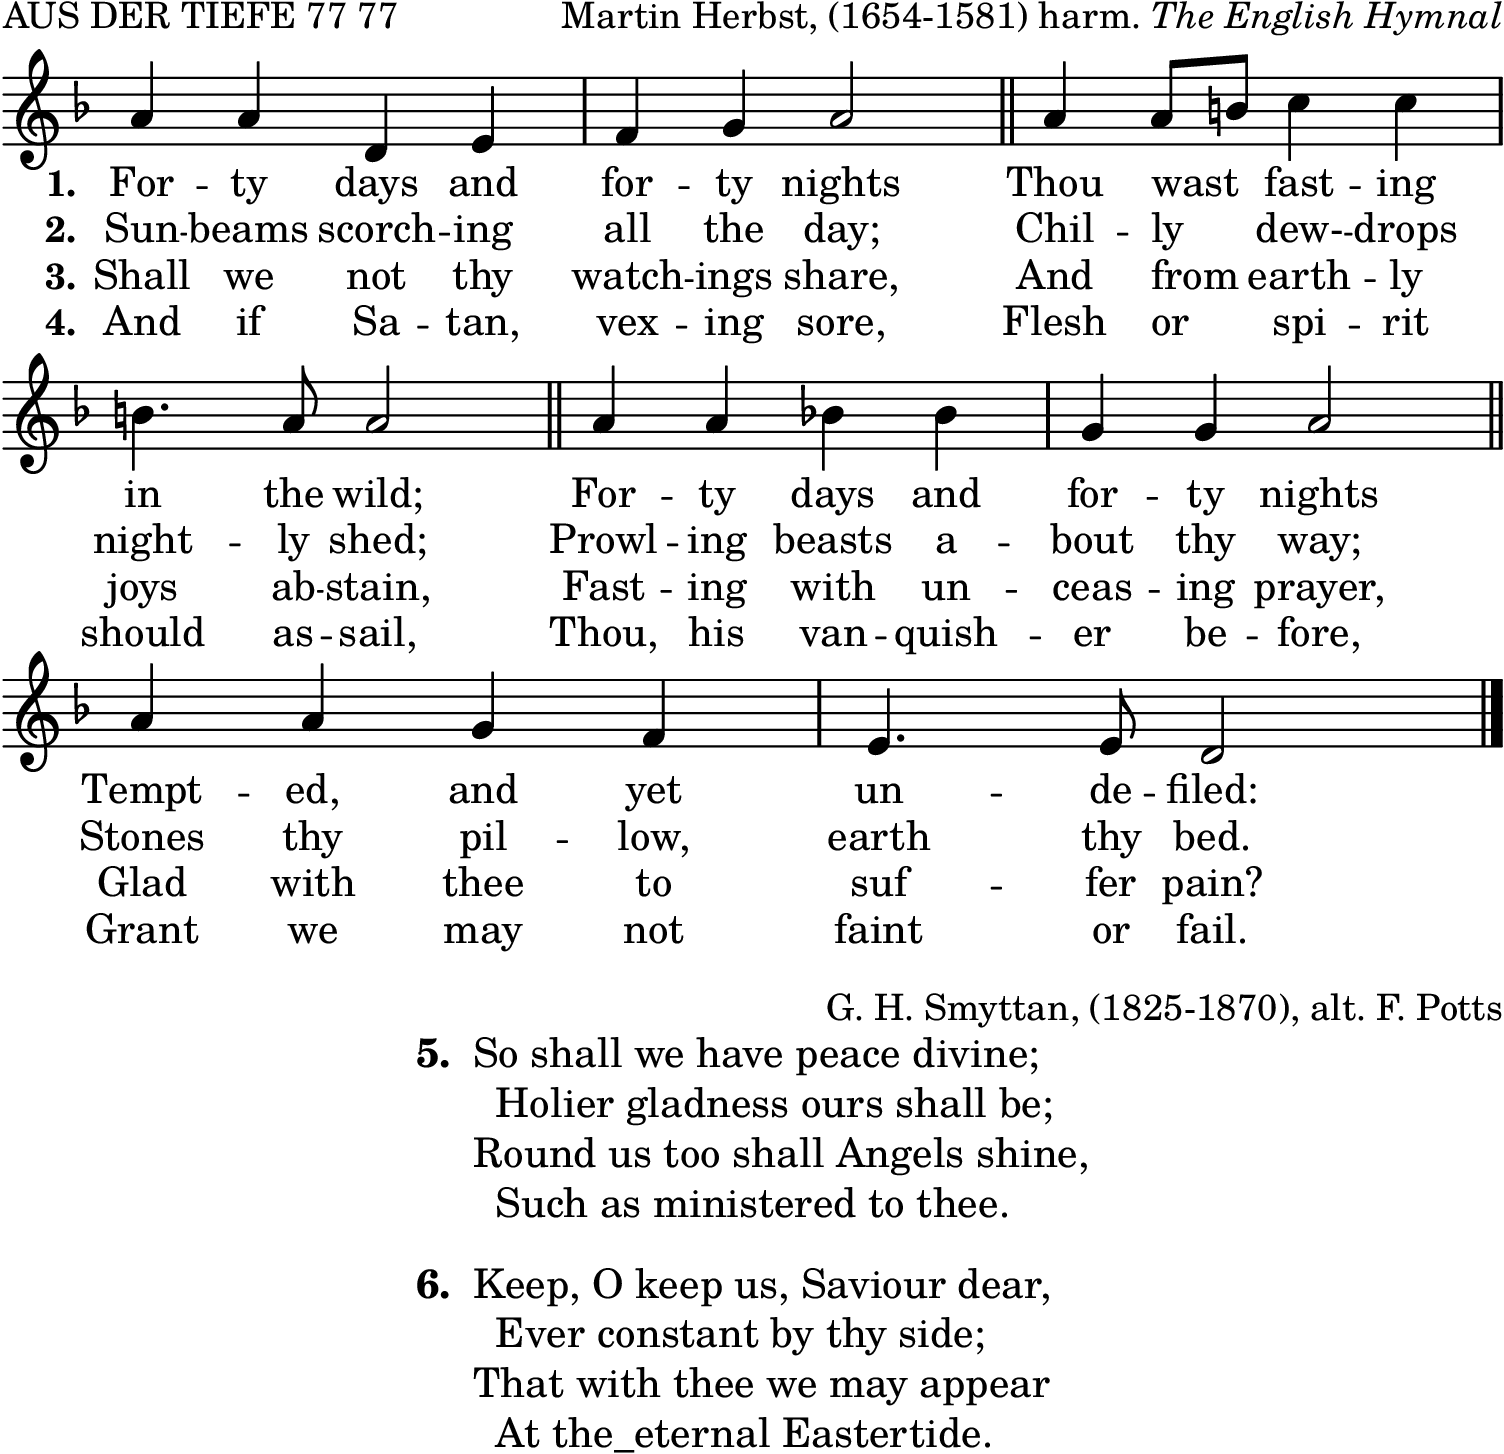 AUS DER TIEFE 77 77 Martin Herbst, (1654-1581) harm. The English Hymnal
1. For -- ty days and for -- ty nights Thou wast fast -- ing
2. Sun -- beams scorch -- ing all the day; Chil -- ly dew- -- drops
3. Shall we not thy watch -- ings share, And from earth -- ly
4. And if Sa -- tan, vex -- ing sore, Flesh or spi -- rit
in the wild; For -- ty days and for -- ty nights
night -- ly shed; Prowl -- ing beasts a -- bout thy way;
joys ab -- stain, Fast -- ing with un -- ceas -- ing prayer,
should as -- sail, Thou, his van -- quish -- er be -- fore,
Tempt -- ed, and yet un -- de -- filed:
Stones thy pil -- low, earth thy bed.
Glad with thee to suf -- fer pain?
Grant we may not faint or fail.
G. H. Smyttan, (1825-1870), alt. F. Potts
5. So shall we have peace divine;
Holier gladness ours shall be;
Round us too shall Angels shine,
Such as ministered to thee.
6. Keep, O keep us, Saviour dear,
Ever constant by thy side;
That with thee we may appear
At the_eternal Eastertide.